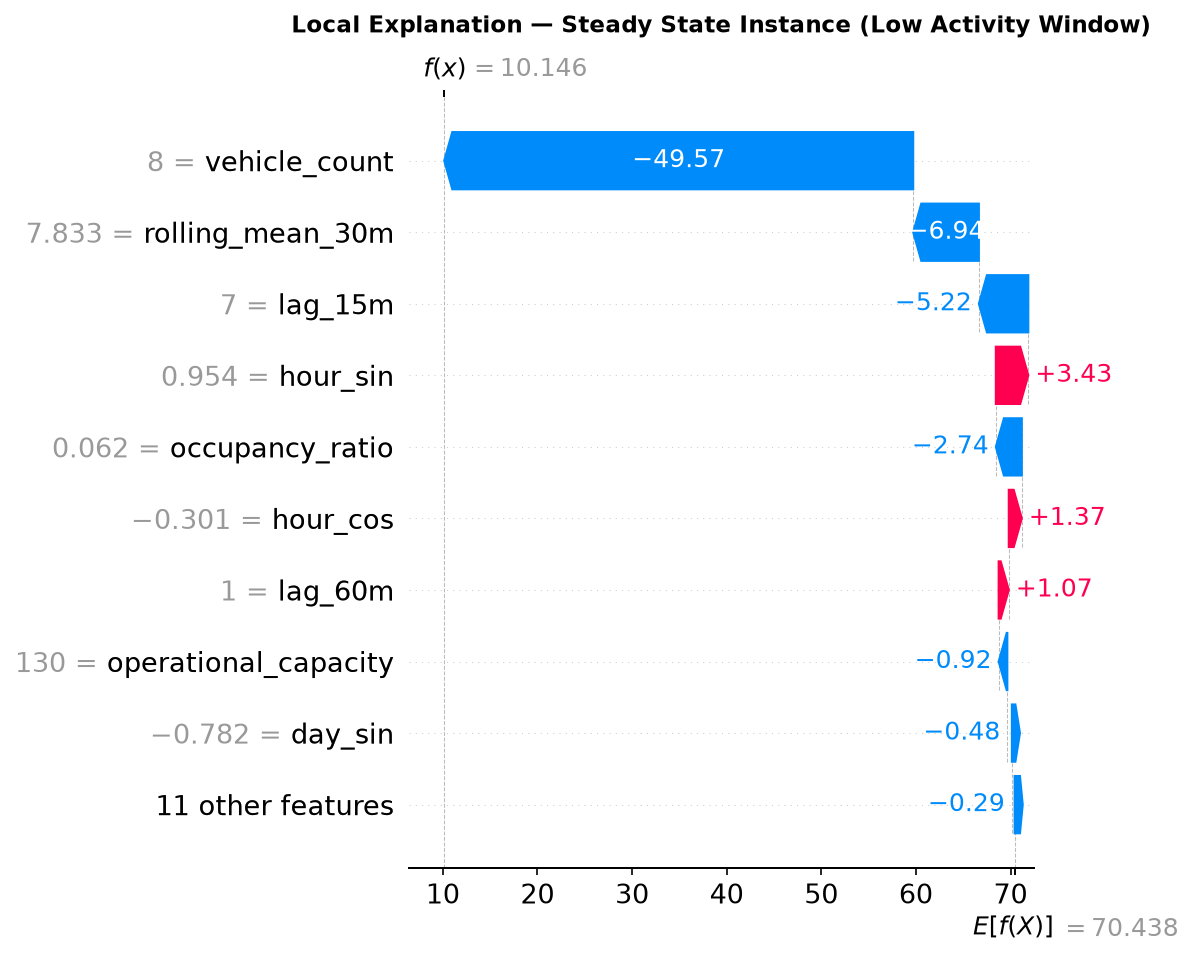 Local Explanation — Steady State Instance (Low Activity Window)
f(x) = 10.146
8 = vehicle_count −49.57
7.833 = rolling_mean_30m −6.94
7 = lag_15m −5.22
0.954 = hour_sin +3.43
0.062 = occupancy_ratio −2.74
−0.301 = hour_cos +1.37
1 = lag_60m +1.07
130 = operational_capacity −0.92
−0.782 = day_sin −0.48
11 other features −0.29
10 20 30 40 50 60 70
E[f(X)] = 70.438